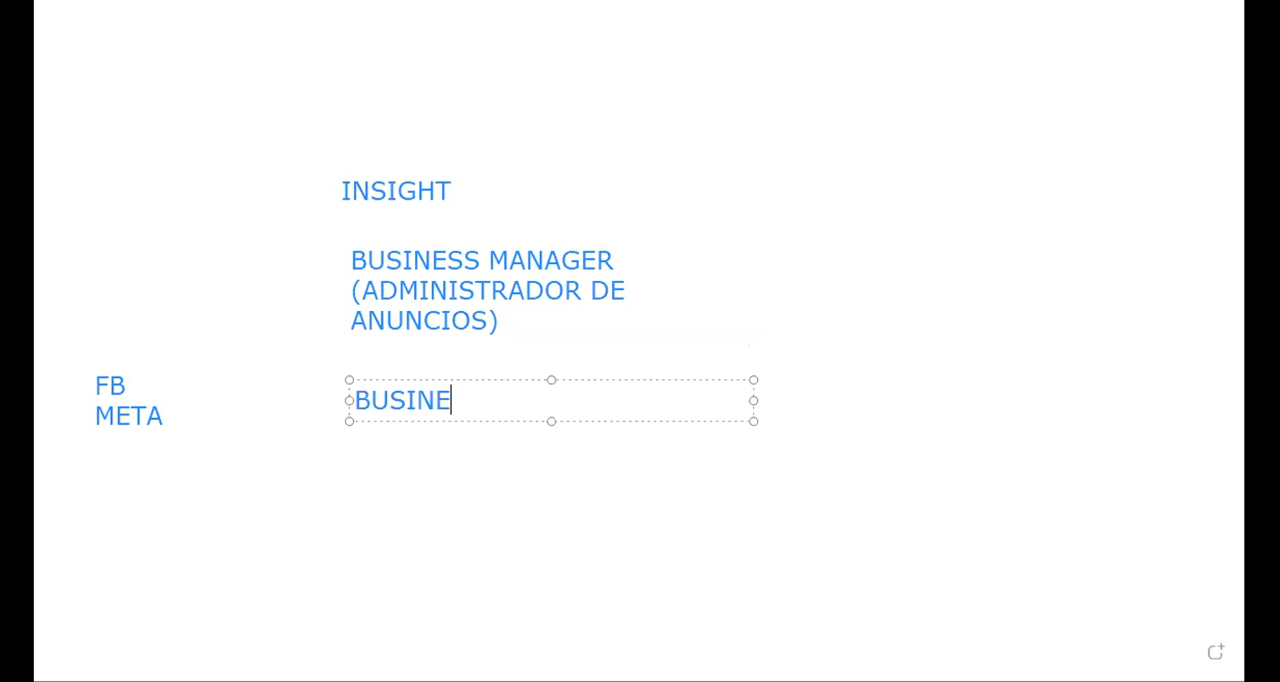 INSIGHT
BUSINESS MANAGER
(ADMINISTRADOR DE
ANUNCIOS)
FB
META
BUSINE